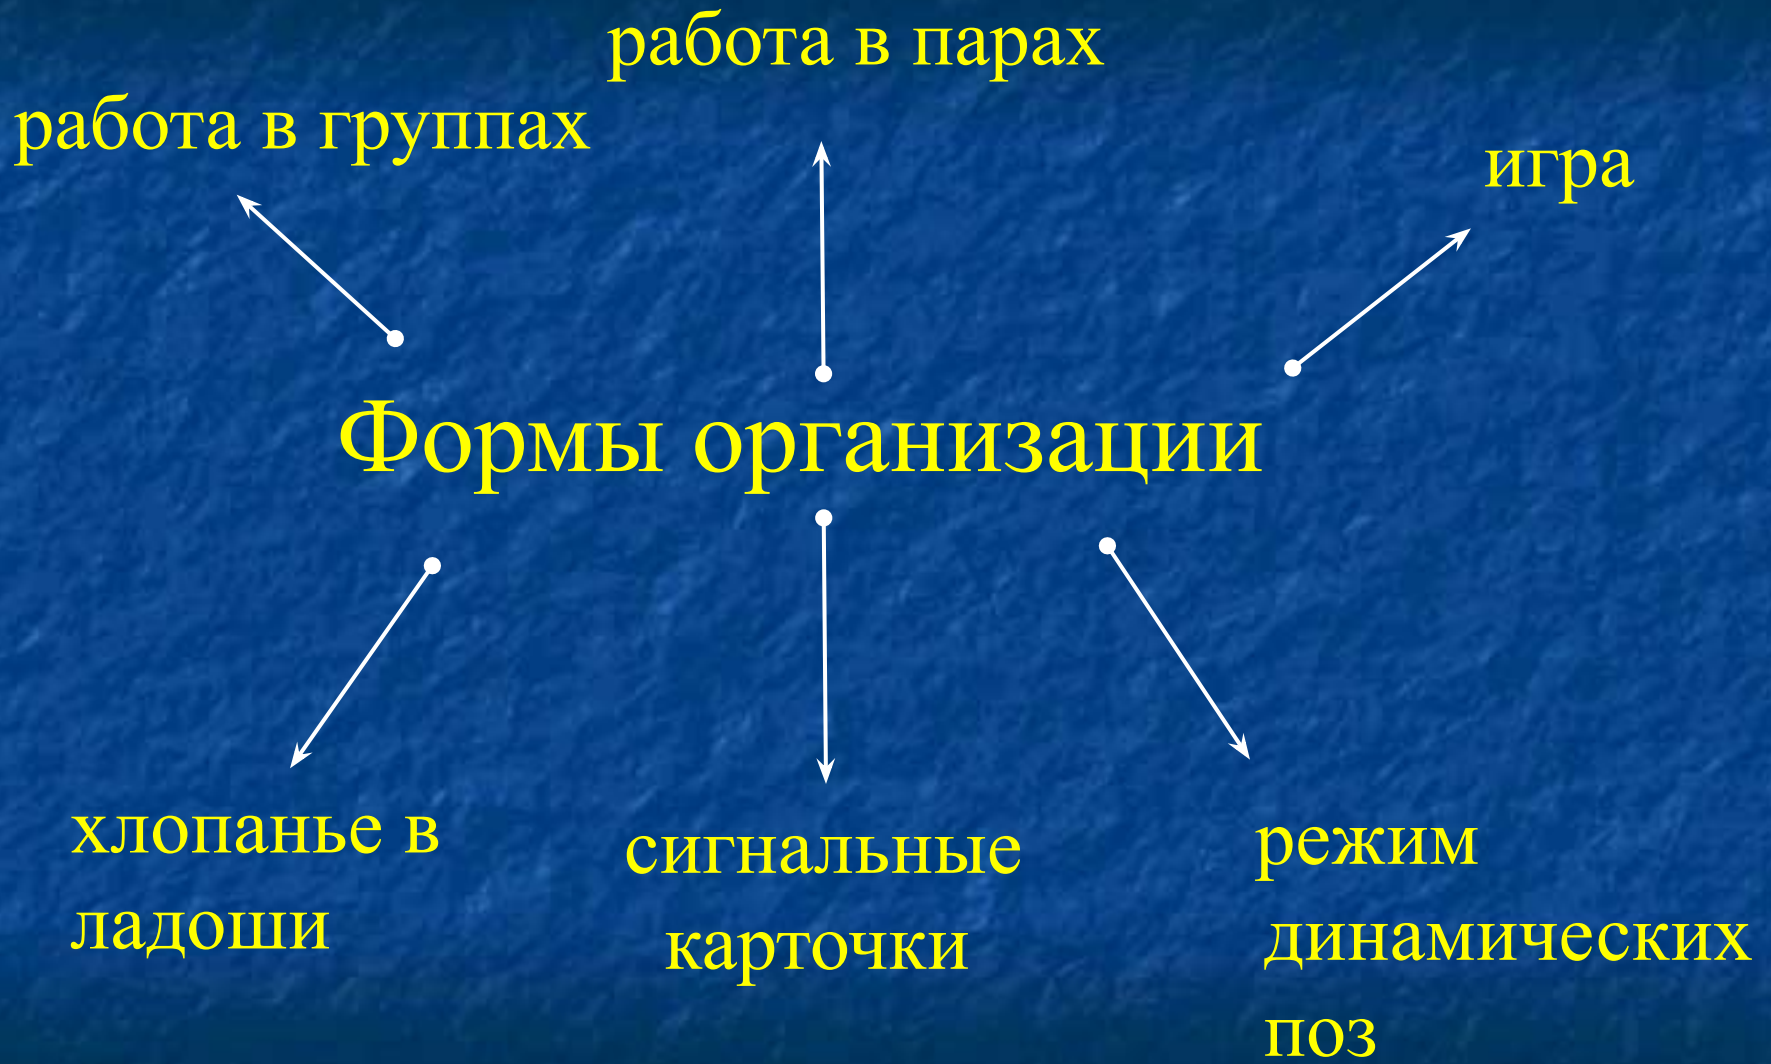 работа в парах
работа в группах
игра
Формы организации
хлопанье в
ладоши
сигнальные
карточки
режим
динамических
поз